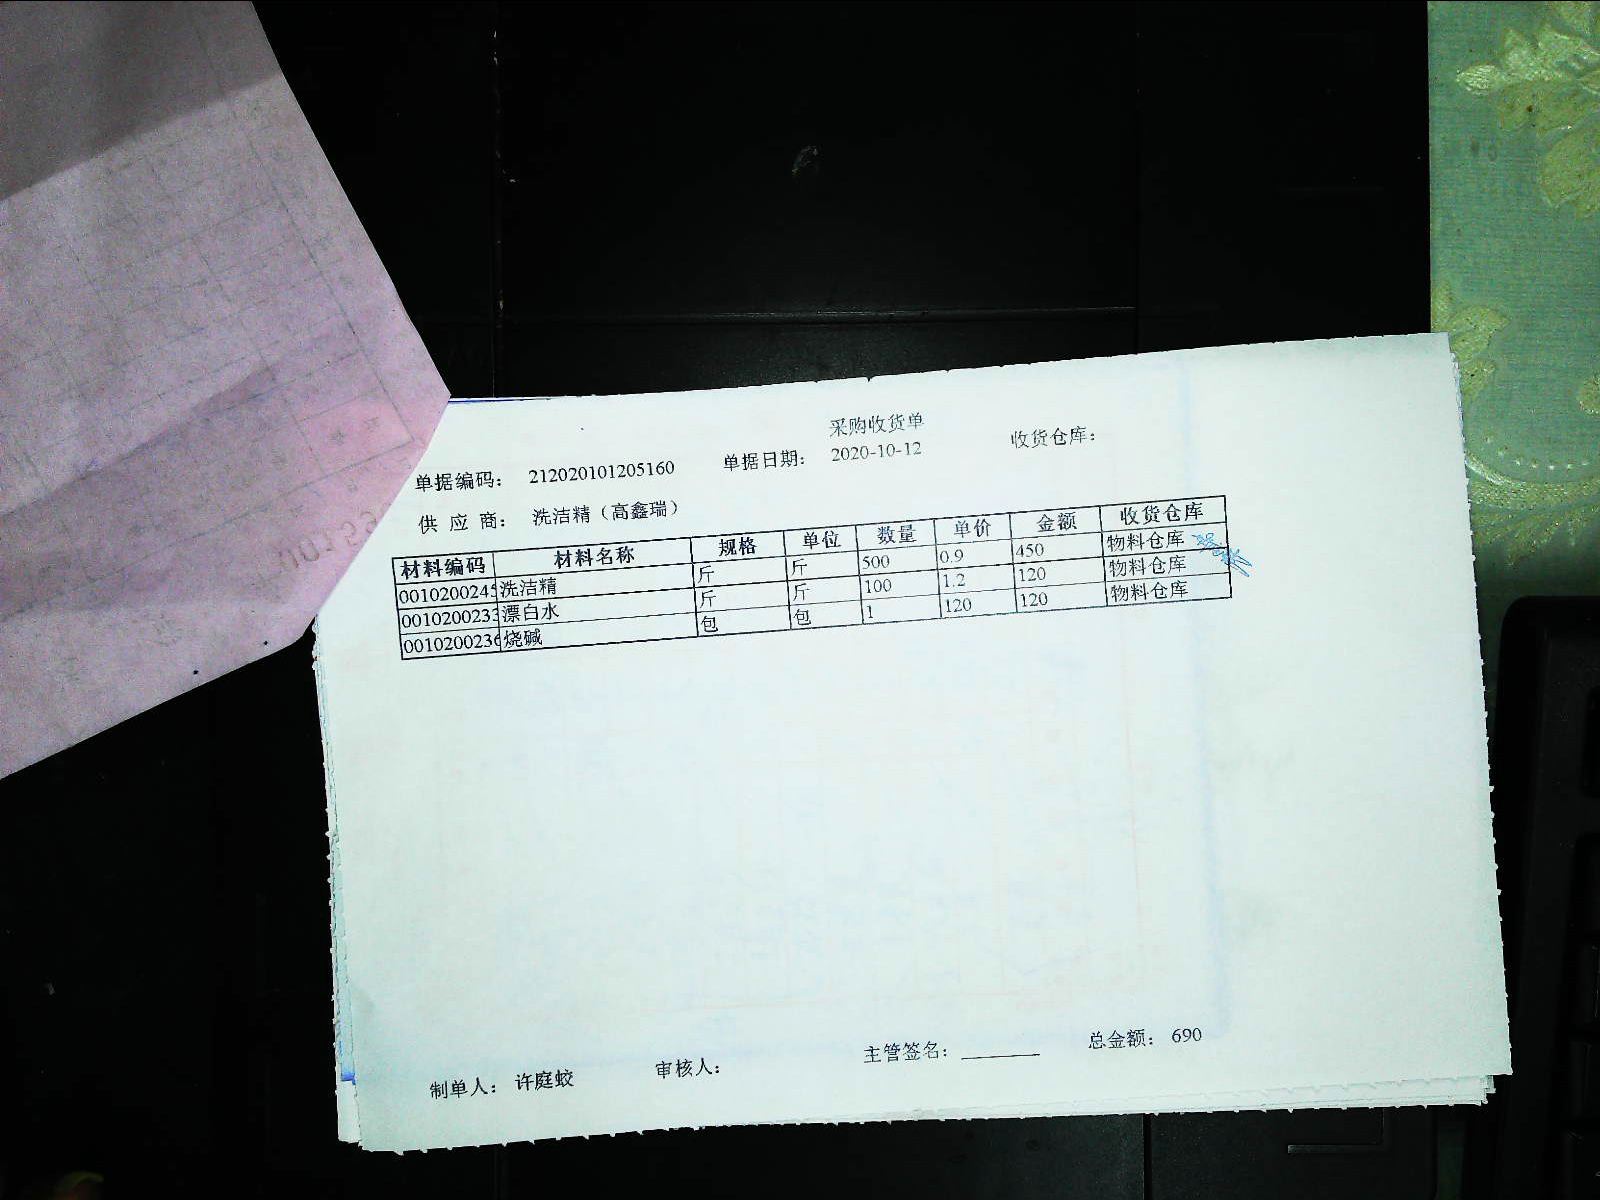 采购收货单
单据编码： 212020101205160 单据日期： 2020-10-12 收货仓库：
供 应 商： 洗洁精（高鑫瑞）
材料编码 材料名称 规格 单位 数量 单价 金额 收货仓库
001020024 洗洁精 斤 斤 500 0.9 450 物料仓库
001020023 漂白水 斤 斤 100 1.2 120 物料仓库
001020023 烧碱 包 包 1 120 120 物料仓库
制单人： 许庭蛟 审核人： 主管签名： 总金额： 690